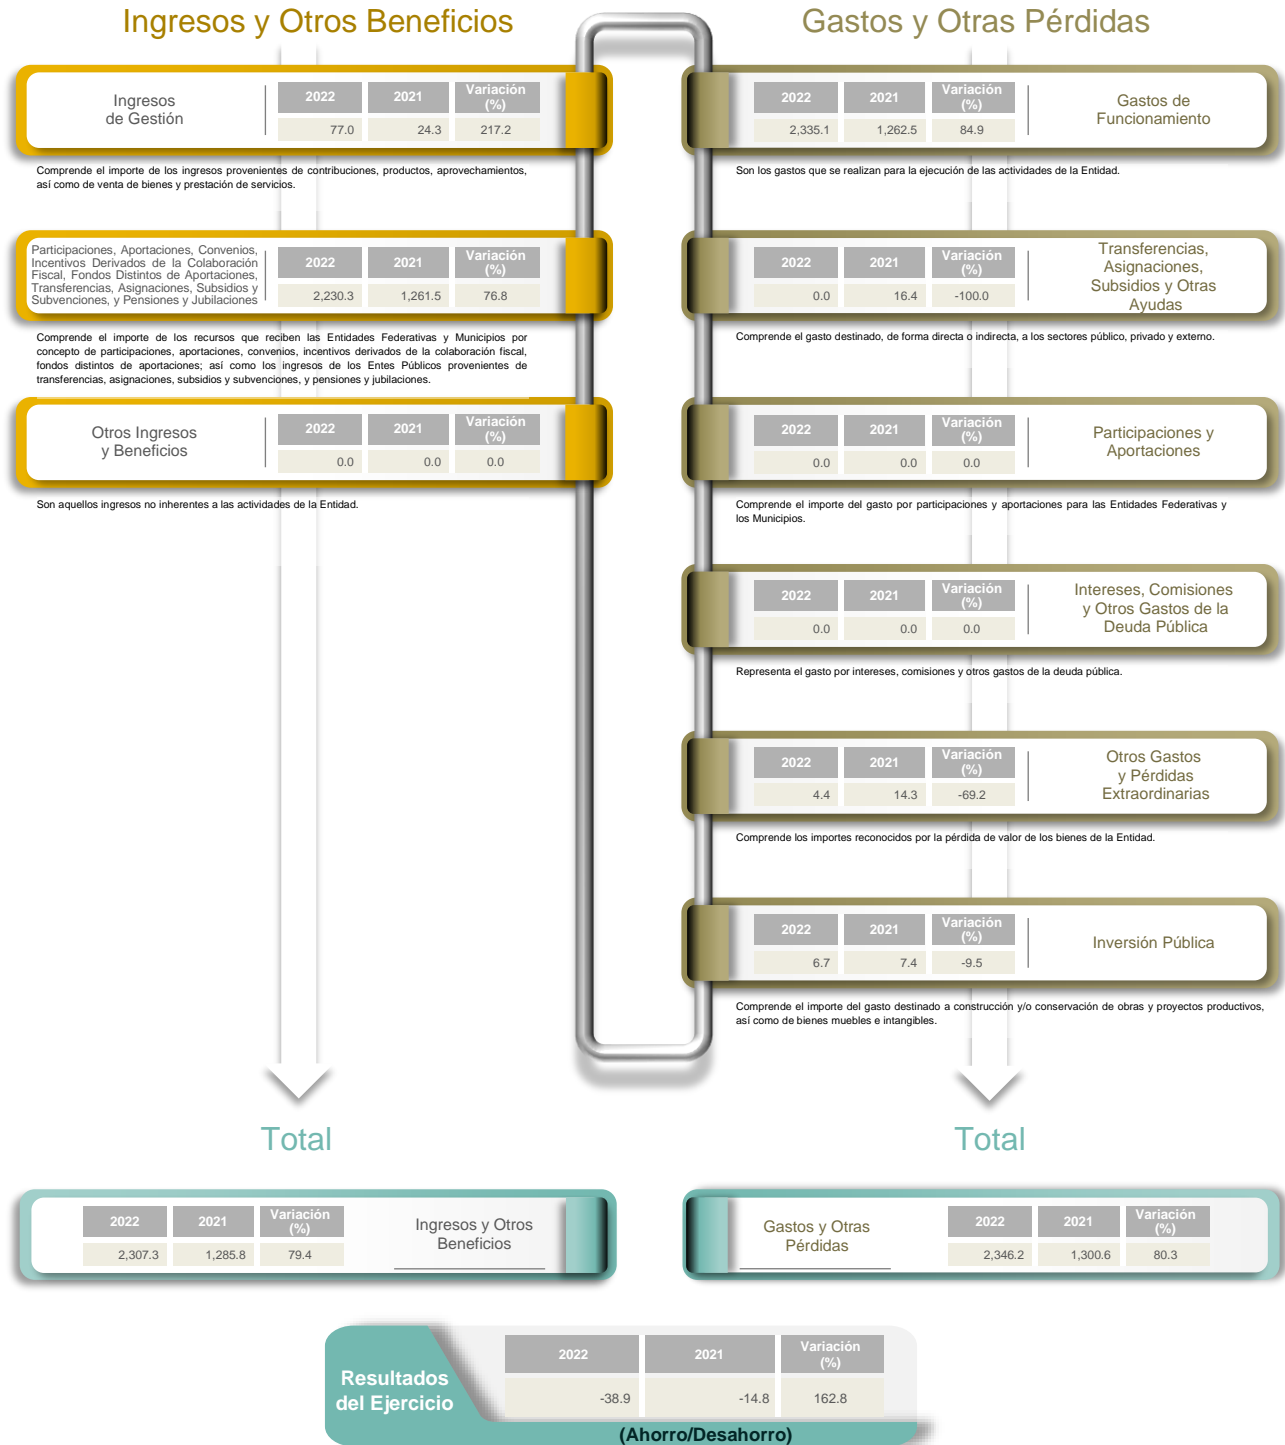 Ingresos y Otros Beneficios
Ingresos
de Gestión
2022 2021 Variación
(%)
77.0 24.3 217.2
Comprende el importe de los ingresos provenientes de contribuciones, productos, aprovechamientos,
así como de venta de bienes y prestación de servicios.
Participaciones, Aportaciones, Convenios,
Incentivos Derivados de la Colaboración
Fiscal, Fondos Distintos de Aportaciones,
Transferencias, Asignaciones, Subsidios y
Subvenciones, y Pensiones y Jubilaciones
2022 2021 Variación
(%)
2,230.3 1,261.5 76.8
Comprende el importe de los recursos que reciben las Entidades Federativas y Municipios por
concepto de participaciones, aportaciones, convenios, incentivos derivados de la colaboración fiscal,
fondos distintos de aportaciones; así como los ingresos de los Entes Públicos provenientes de
transferencias, asignaciones, subsidios y subvenciones, y pensiones y jubilaciones.
Otros Ingresos
y Beneficios
2022 2021 Variación
(%)
0.0 0.0 0.0
Son aquellos ingresos no inherentes a las actividades de la Entidad.
Total
2022 2021 Variación
(%)
2,307.3 1,285.8 79.4
Ingresos y Otros
Beneficios
Gastos y Otras Pérdidas
2022 2021 Variación
(%)
2,335.1 1,262.5 84.9
Gastos de
Funcionamiento
Son los gastos que se realizan para la ejecución de las actividades de la Entidad.
2022 2021 Variación
(%)
0.0 16.4 -100.0
Transferencias,
Asignaciones,
Subsidios y Otras
Ayudas
Comprende el gasto destinado, de forma directa o indirecta, a los sectores público, privado y externo.
2022 2021 Variación
(%)
0.0 0.0 0.0
Participaciones y
Aportaciones
Comprende el importe del gasto por participaciones y aportaciones para las Entidades Federativas y
los Municipios.
2022 2021 Variación
(%)
0.0 0.0 0.0
Intereses, Comisiones
y Otros Gastos de la
Deuda Pública
Representa el gasto por intereses, comisiones y otros gastos de la deuda pública.
2022 2021 Variación
(%)
4.4 14.3 -69.2
Otros Gastos
y Pérdidas
Extraordinarias
Comprende los importes reconocidos por la pérdida de valor de los bienes de la Entidad.
2022 2021 Variación
(%)
6.7 7.4 -9.5
Inversión Pública
Comprende el importe del gasto destinado a construcción y/o conservación de obras y proyectos productivos,
así como de bienes muebles e intangibles.
Total
Gastos y Otras
Pérdidas
2022 2021 Variación
(%)
2,346.2 1,300.6 80.3
Resultados
del Ejercicio
2022 2021 Variación
(%)
-38.9 -14.8 162.8
(Ahorro/Desahorro)